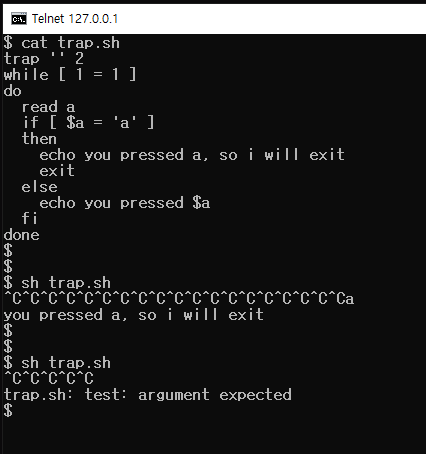 Telnet 127.0.0.1
$ cat trap.sh
trap '' 2
while [ 1 = 1 ]
do
  read a
  if [ $a = 'a' ]
  then
    echo you pressed a, so i will exit
    exit
  else
    echo you pressed $a
  fi
done
$
$
$ sh trap.sh
^C^C^C^C^C^C^C^C^C^C^C^C^C^C^C^C^C^C^Ca
you pressed a, so i will exit
$
$
$ sh trap.sh
^C^C^C^C^C
trap.sh: test: argument expected
$